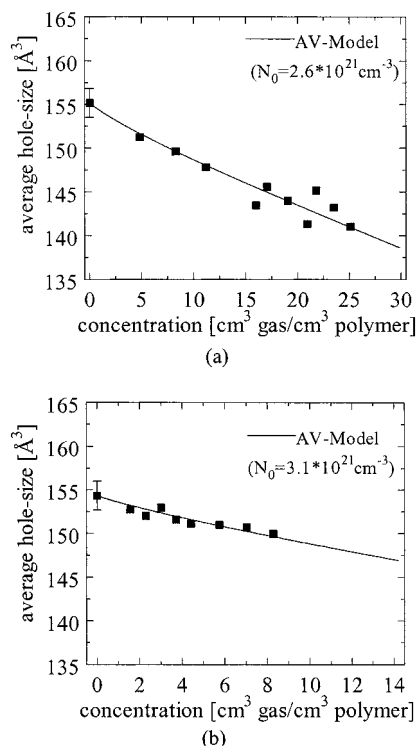 165
AV-Model
160
(N₀=2.6*10²¹cm⁻³)
155
150
145
140
135
average hole-size [Å³]
0 5 10 15 20 25 30
concentration [cm³ gas/cm³ polymer]
(a)
165
AV-Model
160
(N₀=3.1*10²¹cm⁻³)
155
150
145
140
135
average hole-size [Å³]
0 2 4 6 8 10 12 14
concentration [cm³ gas/cm³ polymer]
(b)